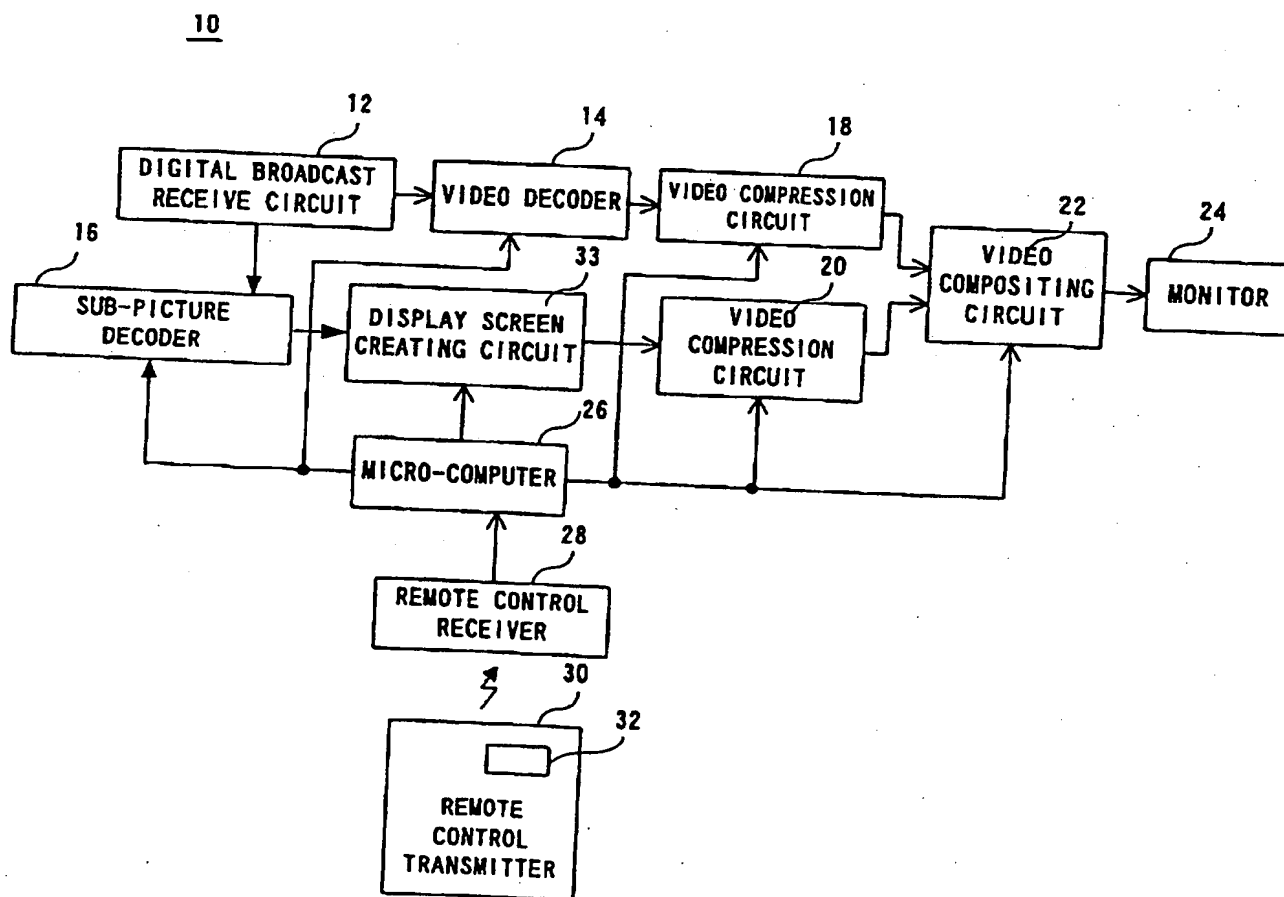 10
12
DIGITAL BROADCAST
RECEIVE CIRCUIT
14
VIDEO DECODER
18
VIDEO COMPRESSION
CIRCUIT
22
VIDEO
COMPOSITING
CIRCUIT
24
MONITOR
16
SUB-PICTURE
DECODER
33
DISPLAY SCREEN
CREATING CIRCUIT
20
VIDEO
COMPRESSION
CIRCUIT
26
MICRO-COMPUTER
28
REMOTE CONTROL
RECEIVER
30
32
REMOTE
CONTROL
TRANSMITTER